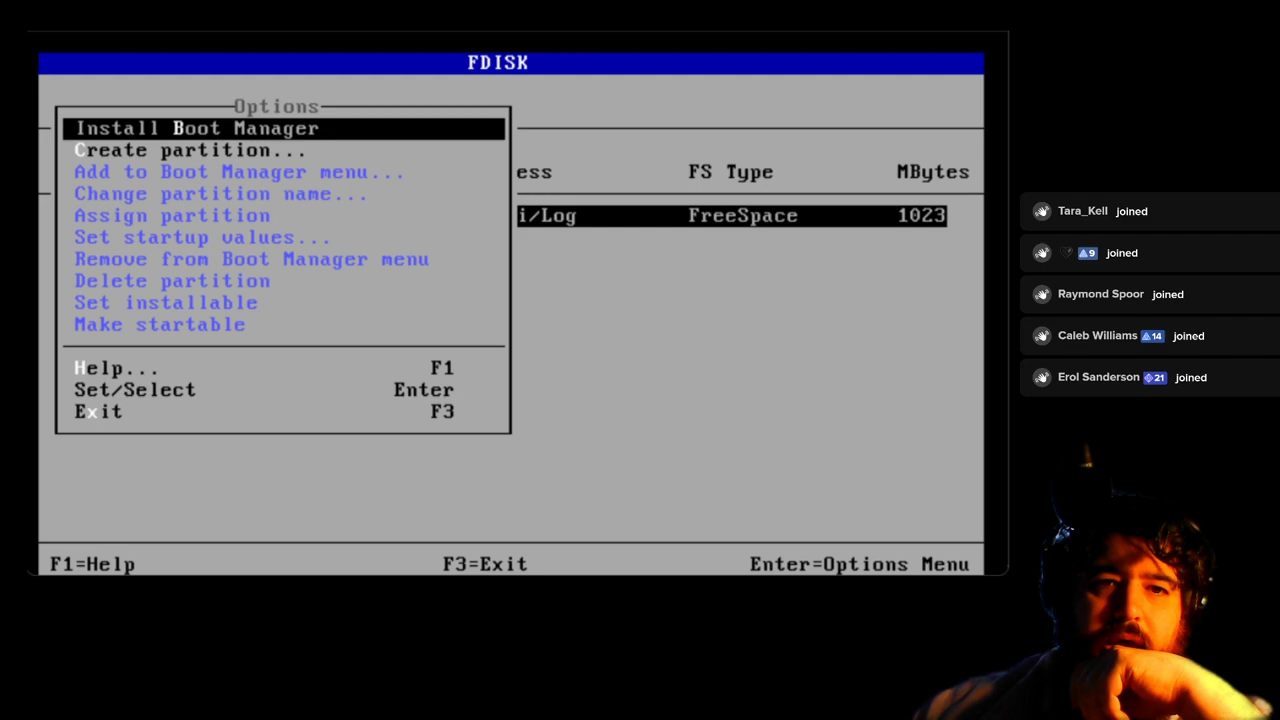 FDISK
Options
Install Boot Manager
Create partition...
Add to Boot Manager menu...
Change partition name...
Assign partition
Set startup values...
Remove from Boot Manager menu
Delete partition
Set installable
Make startable
Help... F1
Set/Select Enter
Exit F3
ess FS Type MBytes
i/Log FreeSpace 1023
F1=Help F3=Exit Enter=Options Menu
Tara_Kell joined
9 joined
Raymond Spoor joined
Caleb Williams 14 joined
Erol Sanderson 21 joined